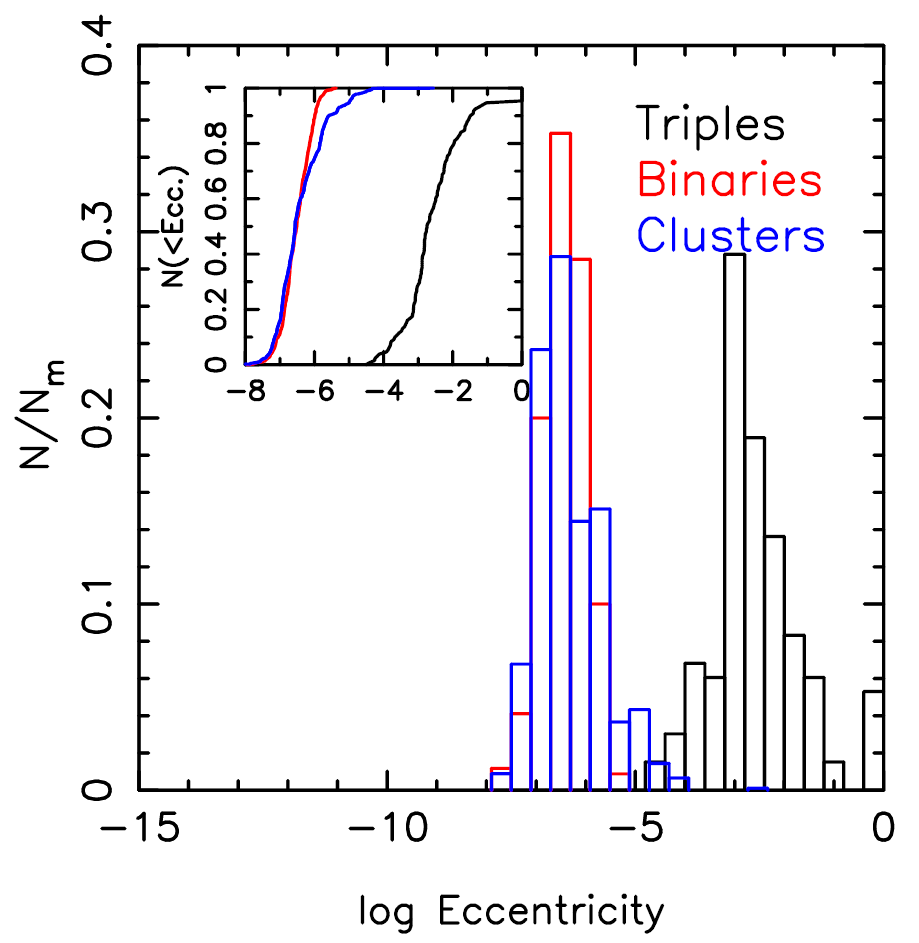 0.4
0.3
0.2
0.1
0
N/N_m
1
0.8
0.6
0.4
0.2
0
N(<Ecc.)
−8 −6 −4 −2 0
Triples
Binaries
Clusters
−15 −10 −5 0
log Eccentricity